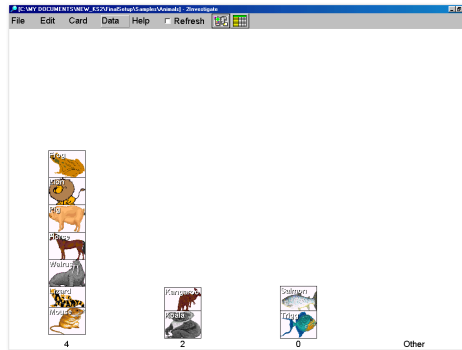 [C:\MY DOCUMENTS\NEW_KS2\FinalSetup\Samples\Animals] - 2Investigate
File Edit Card Data Help Refresh
Frog
Lion
Pig
Horse
Walrus
Lizard
Mouse
Kangaroo
Koala
Salmon
Trigg
4 2 0 Other